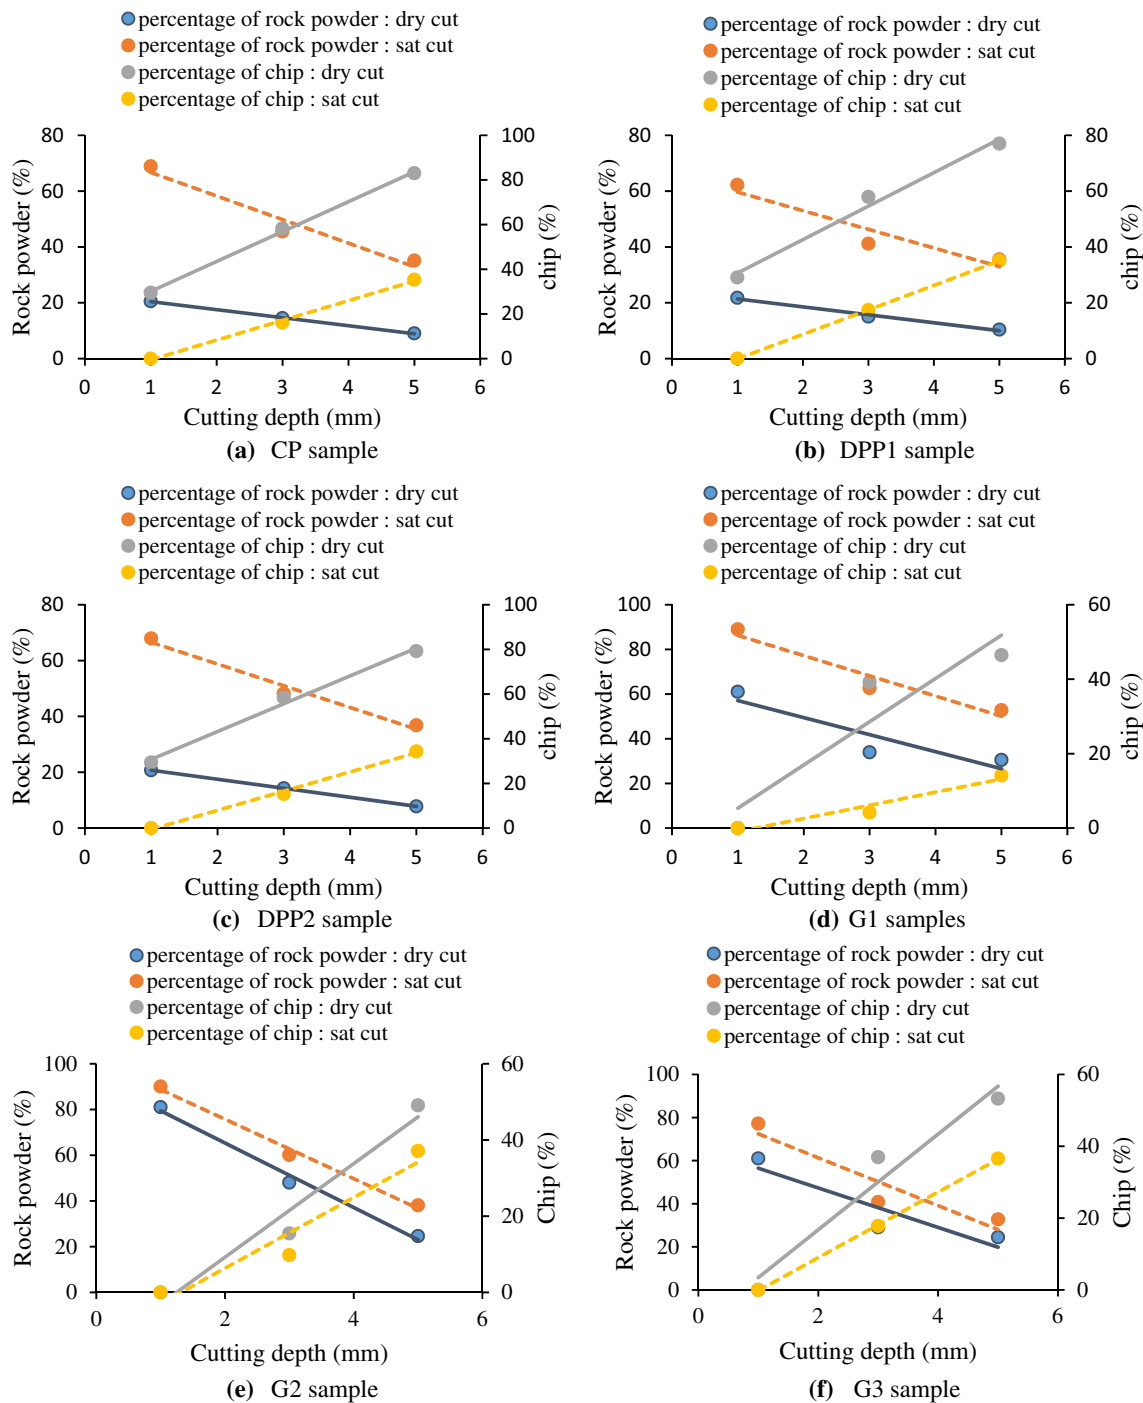 percentage of rock powder : dry cut
percentage of rock powder : sat cut
percentage of chip : dry cut
percentage of chip : sat cut
80
60
40
20
0
100
80
60
40
20
0
0 1 2 3 4 5 6
Rock powder (%)
chip (%)
Cutting depth (mm)
(a) CP sample
percentage of rock powder : dry cut
percentage of rock powder : sat cut
percentage of chip : dry cut
percentage of chip : sat cut
80
60
40
20
0
80
60
40
20
0
0 1 2 3 4 5 6
Rock powder (%)
chip (%)
Cutting depth (mm)
(b) DPP1 sample
percentage of rock powder : dry cut
percentage of rock powder : sat cut
percentage of chip : dry cut
percentage of chip : sat cut
80
60
40
20
0
100
80
60
40
20
0
0 1 2 3 4 5 6
Rock powder (%)
chip (%)
Cutting depth (mm)
(c) DPP2 sample
percentage of rock powder : dry cut
percentage of rock powder : sat cut
percentage of chip : dry cut
percentage of chip : sat cut
100
80
60
40
20
0
60
40
20
0
0 1 2 3 4 5 6
Rock powder (%)
chip (%)
Cutting depth (mm)
(d) G1 samples
percentage of rock powder : dry cut
percentage of rock powder : sat cut
percentage of chip : dry cut
percentage of chip : sat cut
100
80
60
40
20
0
60
40
20
0
0 2 4 6
Rock powder (%)
Chip (%)
Cutting depth (mm)
(e) G2 sample
percentage of rock powder : dry cut
percentage of rock powder : sat cut
percentage of chip : dry cut
percentage of chip : sat cut
100
80
60
40
20
0
60
40
20
0
0 2 4 6
Rock powder (%)
Chip (%)
Cutting depth (mm)
(f) G3 sample